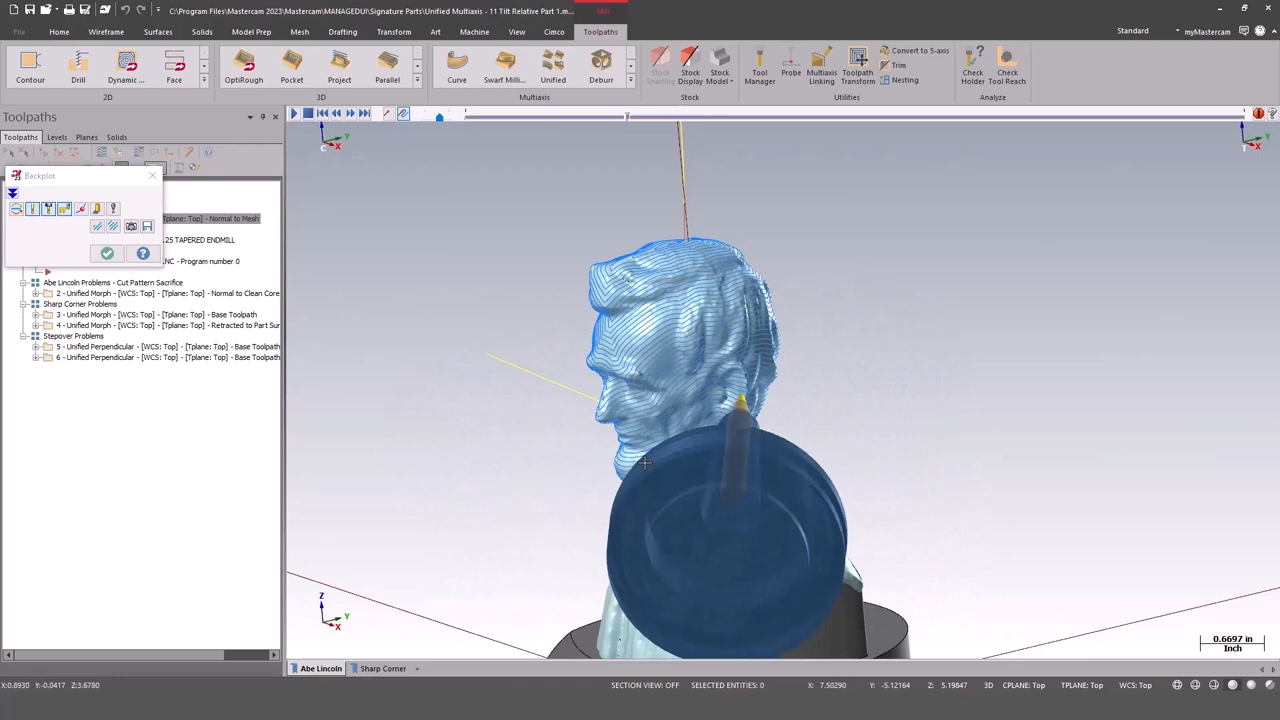 C:\Program Files\Mastercam 2023\Mastercam\MANAGEDUI\Signature Parts\Unified Multiaxis - 11 Tilt Relative Part 1.m...
Mill
File Home Wireframe Surfaces Solids Model Prep Mesh Drafting Transform Art Machine View Cimco Toolpaths
Standard myMastercam
Contour Drill Dynamic ... Face
2D
OptiRough Pocket Project Parallel
3D
Curve Swarf Milli... Unified Deburr
Multiaxis
Stock Shading Stock Display Stock Model
Stock
Tool Manager Probe Multiaxis Linking Toolpath Transform
Convert to 5-axis
Trim
Nesting
Utilities
Check Holder Check Tool Reach
Analyze
Toolpaths
Toolpaths Levels Planes Solids
Backplot
[Tplane: Top] - Normal to Mesh
.25 TAPERED ENDMILL
.NC - Program number 0
Abe Lincoln Problems - Cut Pattern Sacrifice
2 - Unified Morph - [WCS: Top] - [Tplane: Top] - Normal to Clean Core
Sharp Corner Problems
3 - Unified Morph - [WCS: Top] - [Tplane: Top] - Base Toolpath
4 - Unified Morph - [WCS: Top] - [Tplane: Top] - Retracted to Part Sur
Stepover Problems
5 - Unified Perpendicular - [WCS: Top] - [Tplane: Top] - Base Toolpath
6 - Unified Perpendicular - [WCS: Top] - [Tplane: Top] - Base Toolpath
Y
X
C
Y
X
T
Z
Y
X
0.6697 in
Inch
Abe Lincoln Sharp Corner
X:0.8930 Y:-0.0417 Z:3.6780 SECTION VIEW: OFF SELECTED ENTITIES: 0 X: 7.50290 Y: -5.12164 Z: 5.19847 3D CPLANE: Top TPLANE: Top WCS: Top